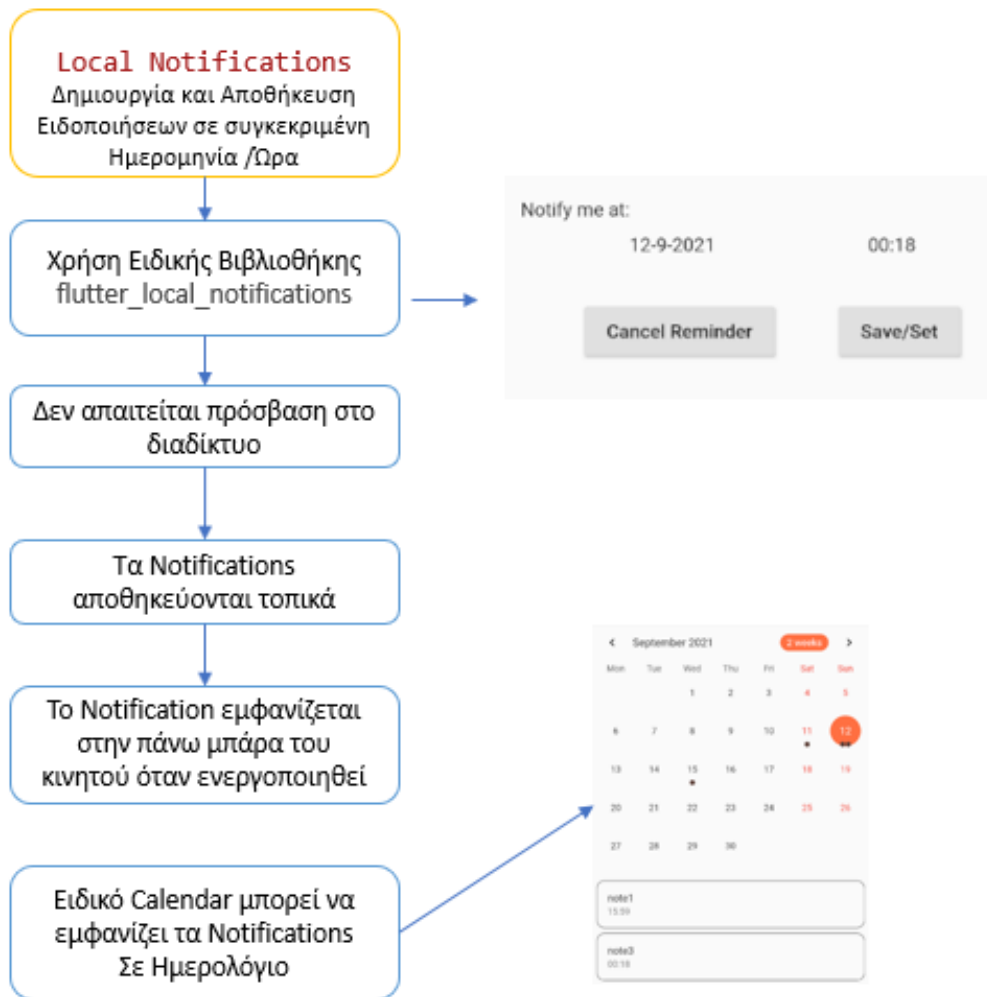 Local Notifications
Δημιουργία και Αποθήκευση
Ειδοποιήσεων σε συγκεκριμένη
Ημερομηνία /Ώρα
Χρήση Ειδικής Βιβλιοθήκης
flutter_local_notifications
Notify me at:
12-9-2021 00:18
Cancel Reminder Save/Set
Δεν απαιτείται πρόσβαση στο
διαδίκτυο
Τα Notifications
αποθηκεύονται τοπικά
Το Notification εμφανίζεται
στην πάνω μπάρα του
κινητού όταν ενεργοποιηθεί
Ειδικό Calendar μπορεί να
εμφανίζει τα Notifications
Σε Ημερολόγιο
September 2021 2 weeks
Mon Tue Wed Thu Fri Sat Sun
1 2 3 4 5
6 7 8 9 10 11 12
13 14 15 16 17 18 19
20 21 22 23 24 25 26
27 28 29 30
note1
15:59
note3
00:18